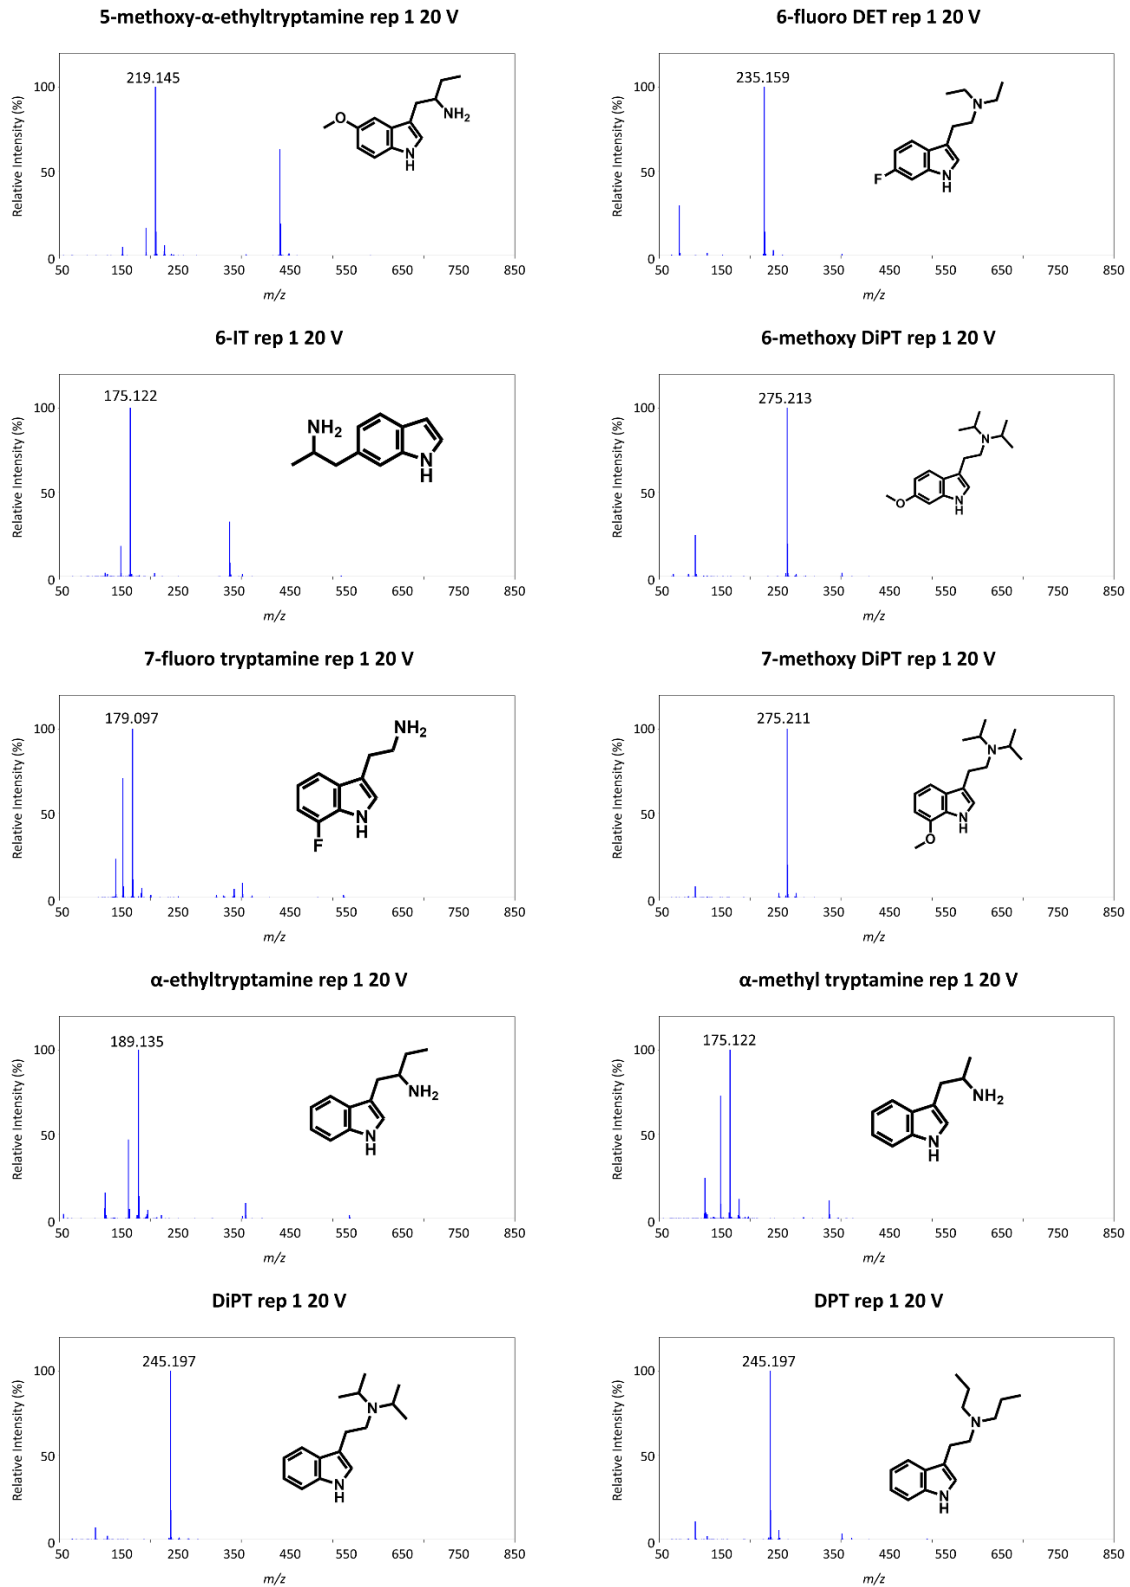 5-methoxy-α-ethyltryptamine rep 1 20 V
Relative Intensity (%)
100
50
0
219.145
O
NH2
N
H
50 150 250 350 450 550 650 750 850
m/z
6-fluoro DET rep 1 20 V
Relative Intensity (%)
100
50
0
235.159
N
F
N
H
50 150 250 350 450 550 650 750 850
m/z
6-IT rep 1 20 V
Relative Intensity (%)
100
50
0
175.122
NH2
N
H
50 150 250 350 450 550 650 750 850
m/z
6-methoxy DiPT rep 1 20 V
Relative Intensity (%)
100
50
0
275.213
N
O
N
H
50 150 250 350 450 550 650 750 850
m/z
7-fluoro tryptamine rep 1 20 V
Relative Intensity (%)
100
50
0
179.097
NH2
N
H
F
50 150 250 350 450 550 650 750 850
m/z
7-methoxy DiPT rep 1 20 V
Relative Intensity (%)
100
50
0
275.211
N
N
H
O
50 150 250 350 450 550 650 750 850
m/z
α-ethyltryptamine rep 1 20 V
Relative Intensity (%)
100
50
0
189.135
NH2
N
H
50 150 250 350 450 550 650 750 850
m/z
α-methyl tryptamine rep 1 20 V
Relative Intensity (%)
100
50
0
175.122
NH2
N
H
50 150 250 350 450 550 650 750 850
m/z
DiPT rep 1 20 V
Relative Intensity (%)
100
50
0
245.197
N
N
H
50 150 250 350 450 550 650 750 850
m/z
DPT rep 1 20 V
Relative Intensity (%)
100
50
0
245.197
N
N
H
50 150 250 350 450 550 650 750 850
m/z